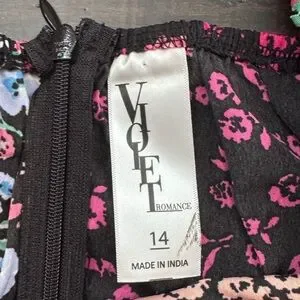 VIOLET
ROMANCE
14
MADE IN INDIA